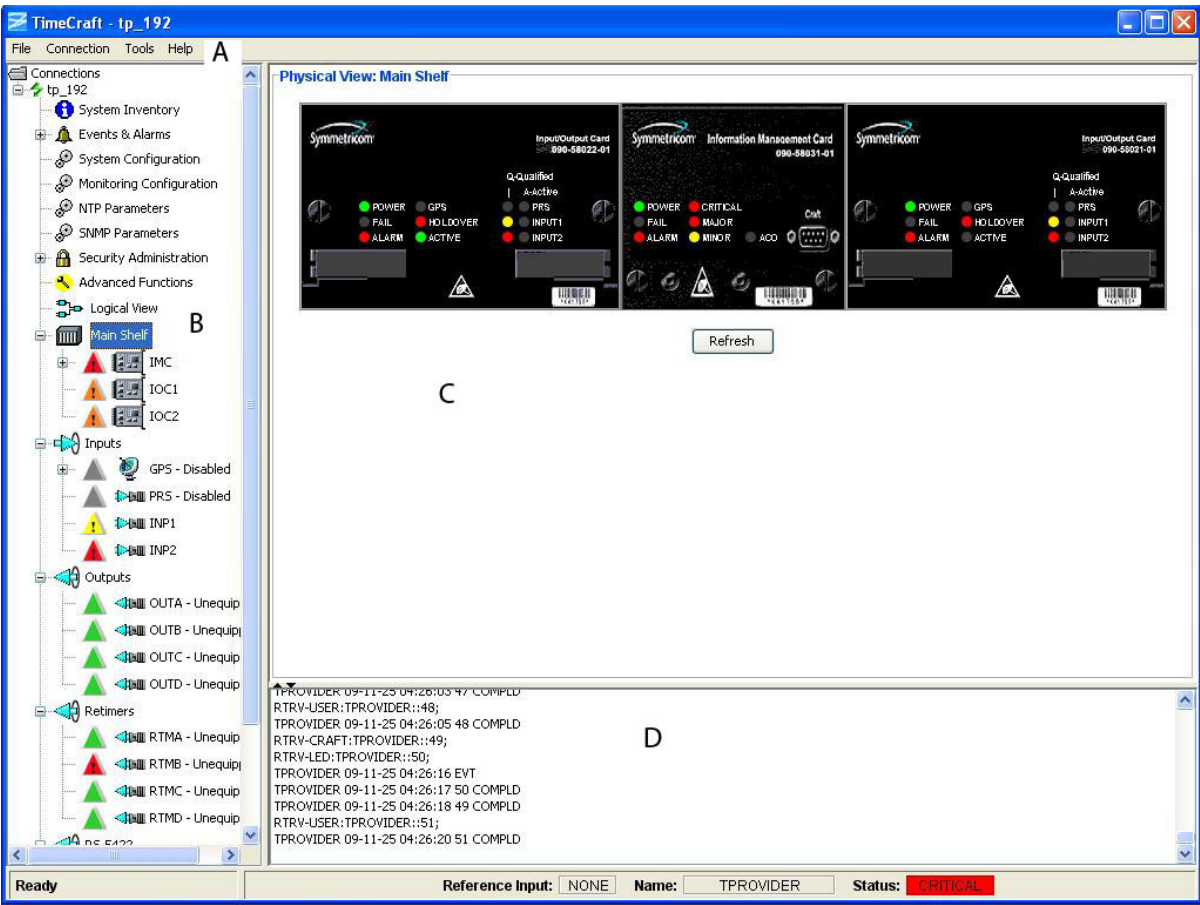 TimeCraft - tp_192
File Connection Tools Help A
Connections
tp_192
System Inventory
Events & Alarms
System Configuration
Monitoring Configuration
NTP Parameters
SNMP Parameters
Security Administration
Advanced Functions
Logical View
B
Main Shelf
IMC
IOC1
IOC2
Inputs
GPS - Disabled
PRS - Disabled
INP1
INP2
Outputs
OUTA - Unequip
OUTB - Unequip
OUTC - Unequip
OUTD - Unequip
Retimers
RTMA - Unequip
RTMB - Unequip
RTMC - Unequip
RTMD - Unequip
Physical View: Main Shelf
Symmetricom
Input/Output Card
090-58022-01
Q-Qualified
A-Active
POWER GPS PRS
FAIL HOLDOVER INPUT1
ALARM ACTIVE INPUT2
Symmetricom Information Management Card
090-58031-01
POWER CRITICAL Craft
FAIL MAJOR
ALARM MINOR ACO
Symmetricom
Input/Output Card
090-58021-01
Q-Qualified
A-Active
POWER GPS PRS
FAIL HOLDOVER INPUT1
ALARM ACTIVE INPUT2
Refresh
C
TPROVIDER 09-11-25 04:26:03 47 COMPLD
RTRV-USER:TPROVIDER::48;
TPROVIDER 09-11-25 04:26:05 48 COMPLD
RTRV-CRAFT:TPROVIDER::49;
RTRV-LED:TPROVIDER::50;
TPROVIDER 09-11-25 04:26:16 EVT
TPROVIDER 09-11-25 04:26:17 50 COMPLD
TPROVIDER 09-11-25 04:26:18 49 COMPLD
RTRV-USER:TPROVIDER::51;
TPROVIDER 09-11-25 04:26:20 51 COMPLD
D
Ready Reference Input: NONE Name: TPROVIDER Status: CRITICAL